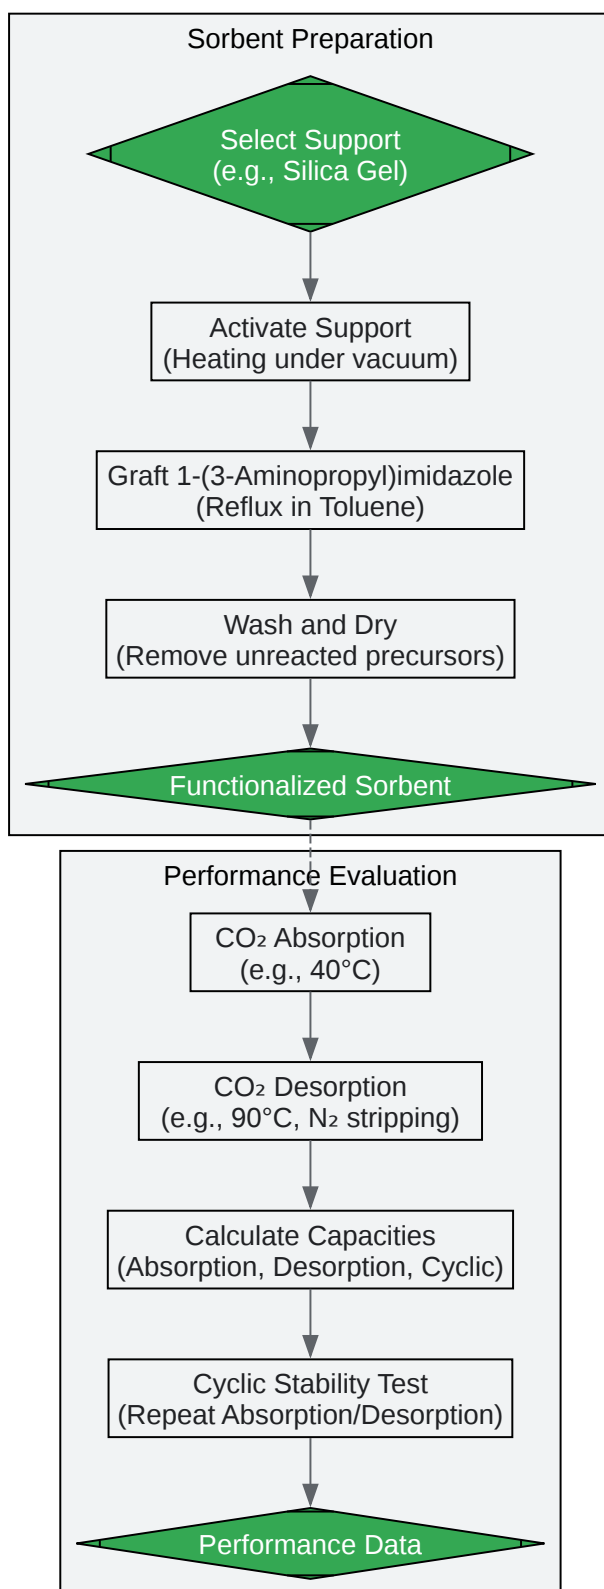 Sorbent Preparation
Select Support
(e.g., Silica Gel)
Activate Support
(Heating under vacuum)
Graft 1-(3-Aminopropyl)imidazole
(Reflux in Toluene)
Wash and Dry
(Remove unreacted precursors)
Functionalized Sorbent
Performance Evaluation
CO₂ Absorption
(e.g., 40°C)
CO₂ Desorption
(e.g., 90°C, N₂ stripping)
Calculate Capacities
(Absorption, Desorption, Cyclic)
Cyclic Stability Test
(Repeat Absorption/Desorption)
Performance Data